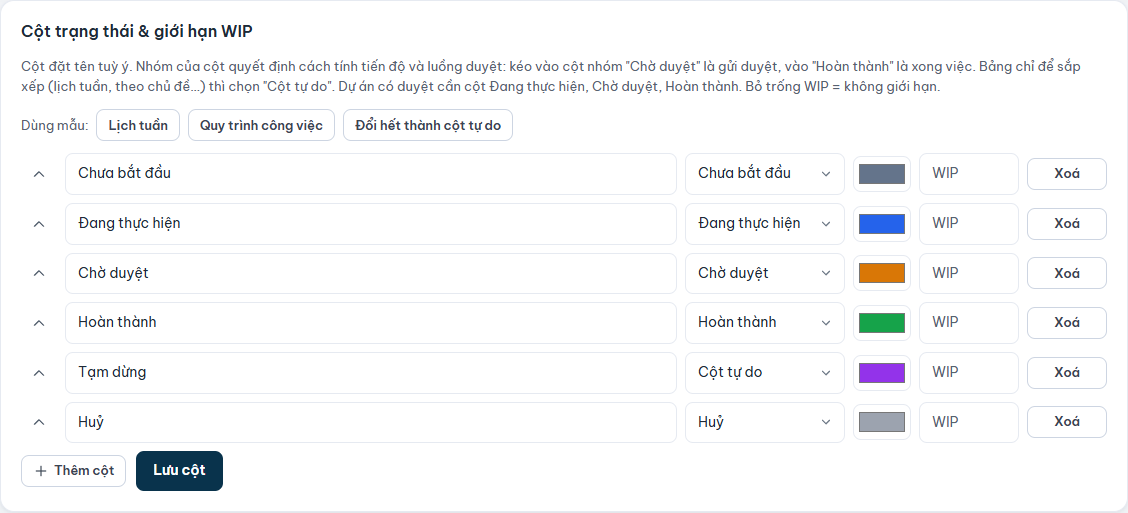 Cột trạng thái & giới hạn WIP
Cột đặt tên tuỳ ý. Nhóm của cột quyết định cách tính tiến độ và luồng duyệt: kéo vào cột nhóm "Chờ duyệt" là gửi duyệt, vào "Hoàn thành" là xong việc. Bảng chỉ để sắp
xếp (lịch tuần, theo chủ đề...) thì chọn "Cột tự do". Dự án có duyệt cần cột Đang thực hiện, Chờ duyệt, Hoàn thành. Bỏ trống WIP = không giới hạn.
Dùng mẫu: Lịch tuần Quy trình công việc Đổi hết thành cột tự do
Chưa bắt đầu Chưa bắt đầu WIP Xoá
Đang thực hiện Đang thực hiện WIP Xoá
Chờ duyệt Chờ duyệt WIP Xoá
Hoàn thành Hoàn thành WIP Xoá
Tạm dừng Cột tự do WIP Xoá
Huỷ Huỷ WIP Xoá
+ Thêm cột Lưu cột